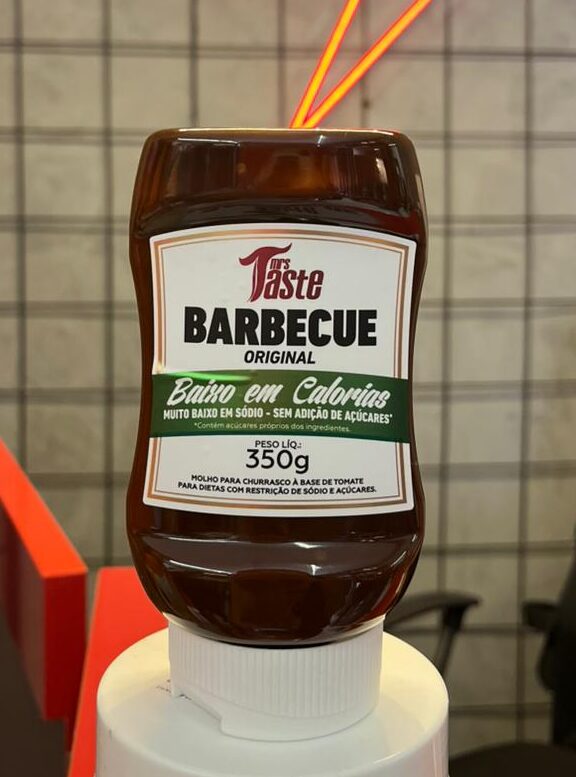 mrs
Taste
BARBECUE
ORIGINAL
Baixo em Calorias
MUITO BAIXO EM SÓDIO - SEM ADIÇÃO DE AÇÚCARES*
*Contém açúcares próprios dos ingredientes.
PESO LÍQ.:
350g
MOLHO PARA CHURRASCO À BASE DE TOMATE
PARA DIETAS COM RESTRIÇÃO DE SÓDIO E AÇÚCARES.